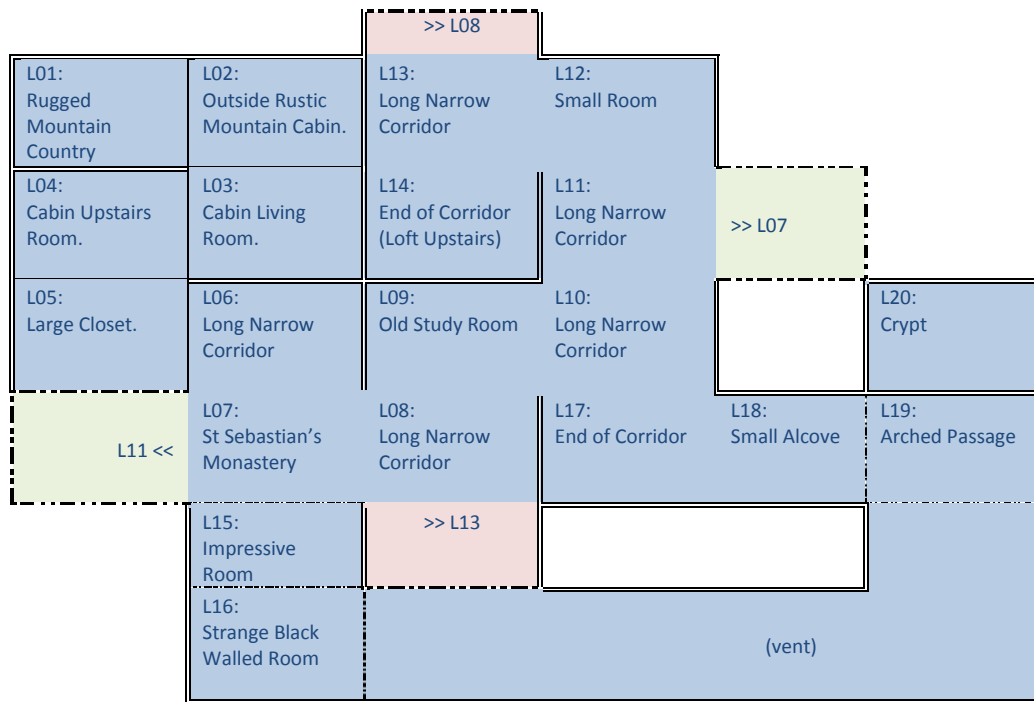 >> L08
L01:
Rugged
Mountain
Country
L02:
Outside Rustic
Mountain Cabin.
L13:
Long Narrow
Corridor
L12:
Small Room
L04:
Cabin Upstairs
Room.
L03:
Cabin Living
Room.
L14:
End of Corridor
(Loft Upstairs)
L11:
Long Narrow
Corridor
>> L07
L05:
Large Closet.
L06:
Long Narrow
Corridor
L09:
Old Study Room
L10:
Long Narrow
Corridor
L20:
Crypt
L11 <<
L07:
St Sebastian’s
Monastery
L08:
Long Narrow
Corridor
L17:
End of Corridor
L18:
Small Alcove
L19:
Arched Passage
L15:
Impressive
Room
>> L13
L16:
Strange Black
Walled Room
(vent)